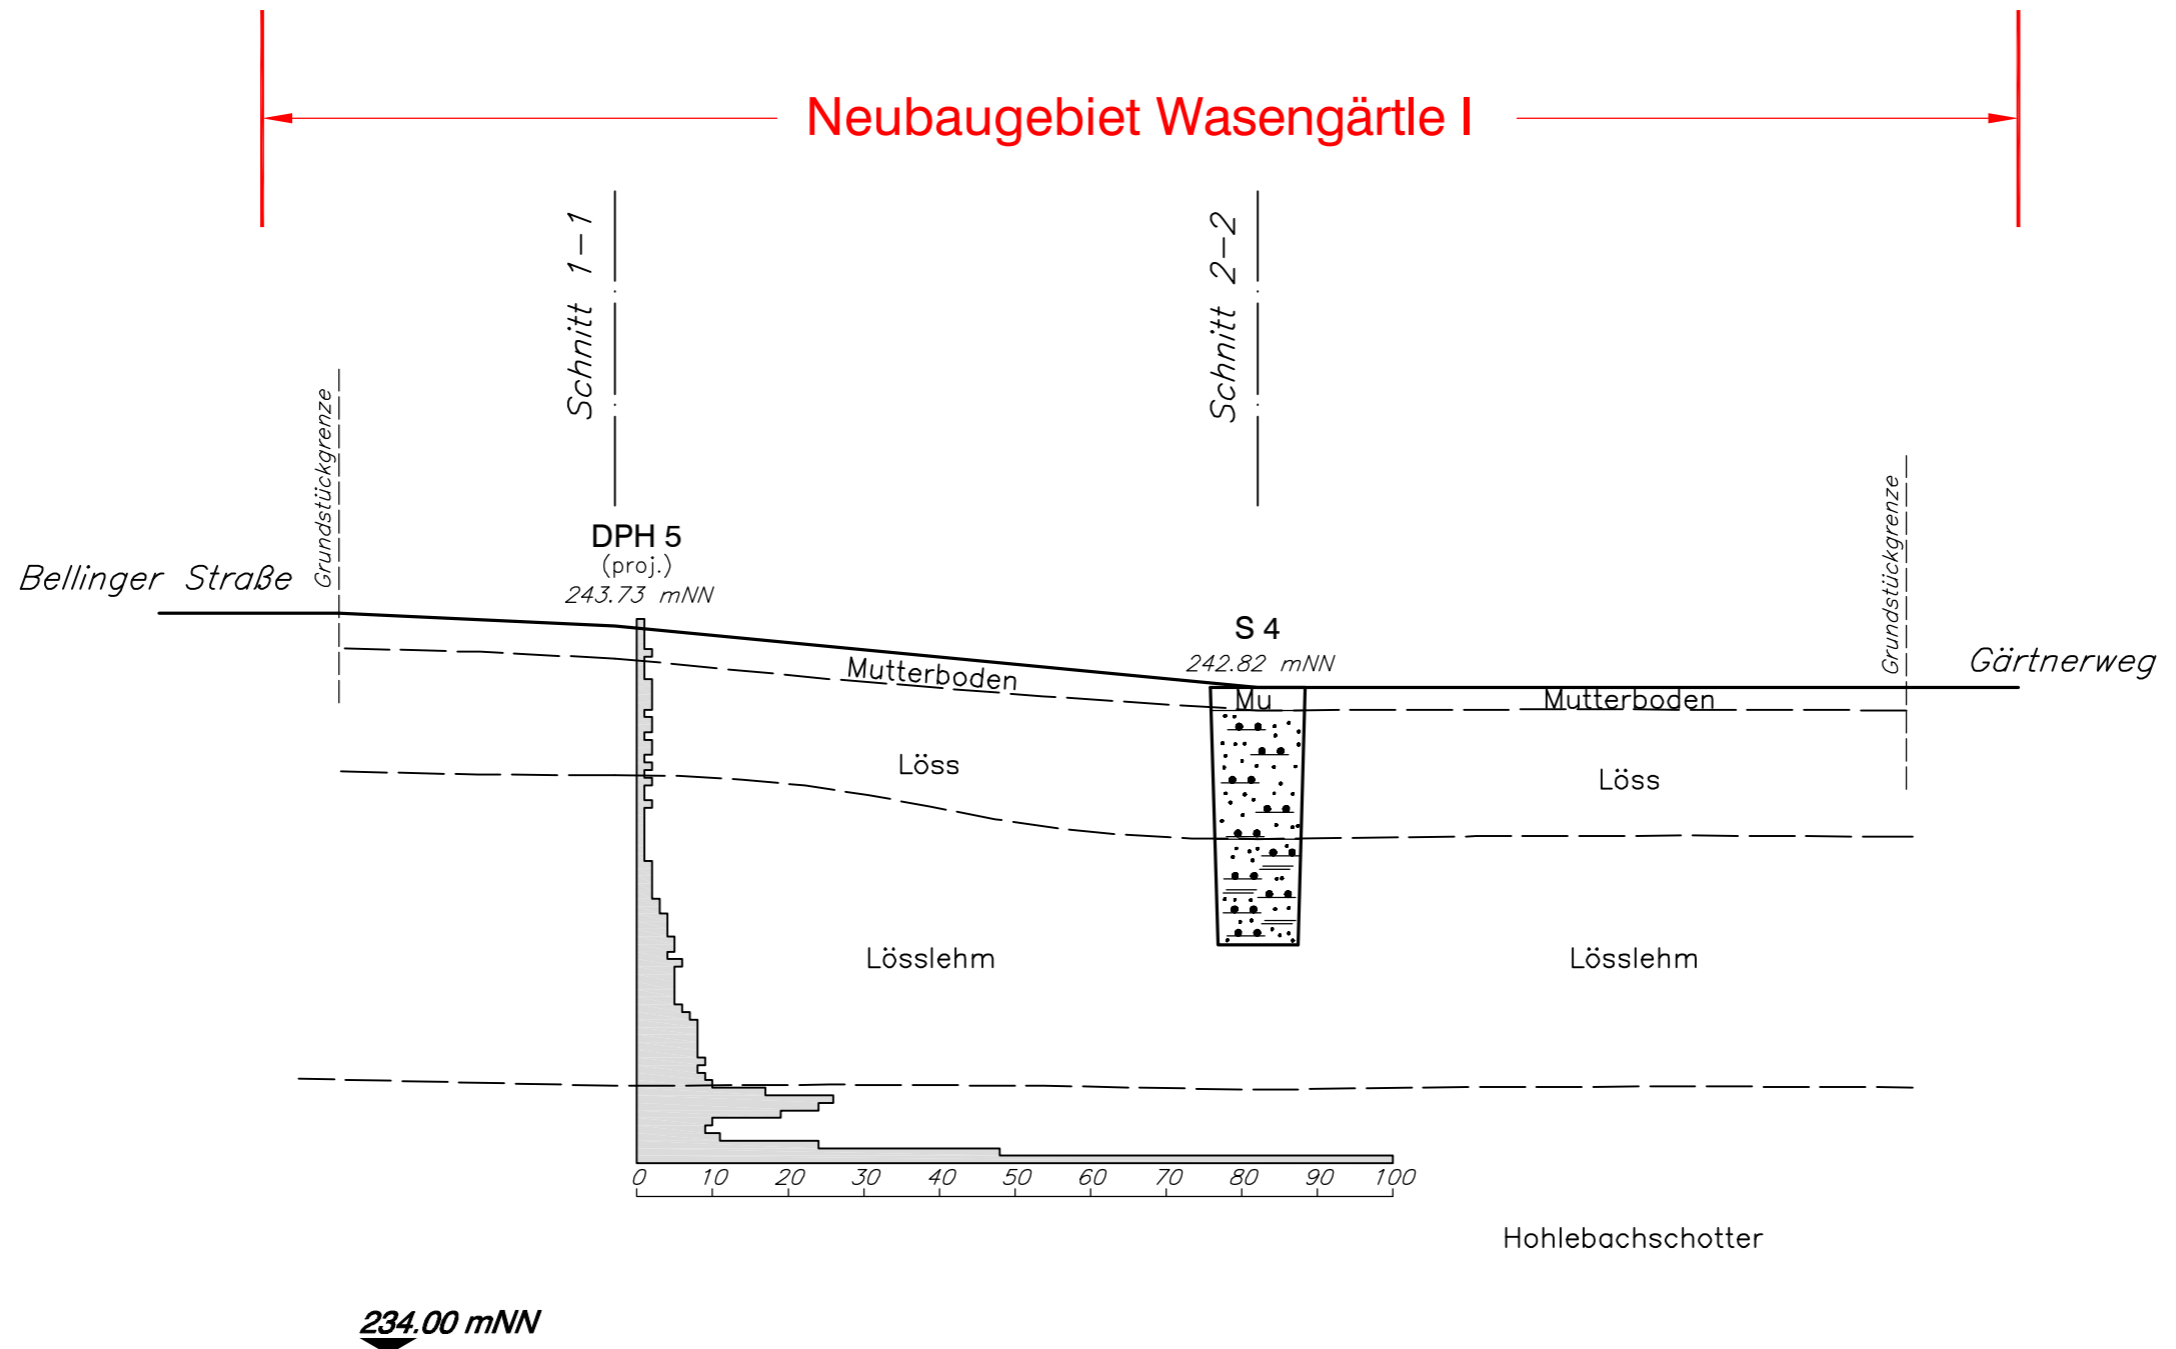 Neubaugebiet Wasengärtle I
Schnitt 1-1
Schnitt 2-2
Grundstückgrenze
Grundstückgrenze
DPH 5
(proj.)
243.73 mNN
Bellinger Straße
S 4
242.82 mNN
Gärtnerweg
Mutterboden
Mu
Mutterboden
Löss
Löss
Lösslehm
Lösslehm
0 10 20 30 40 50 60 70 80 90 100
Hohlebachschotter
234.00 mNN